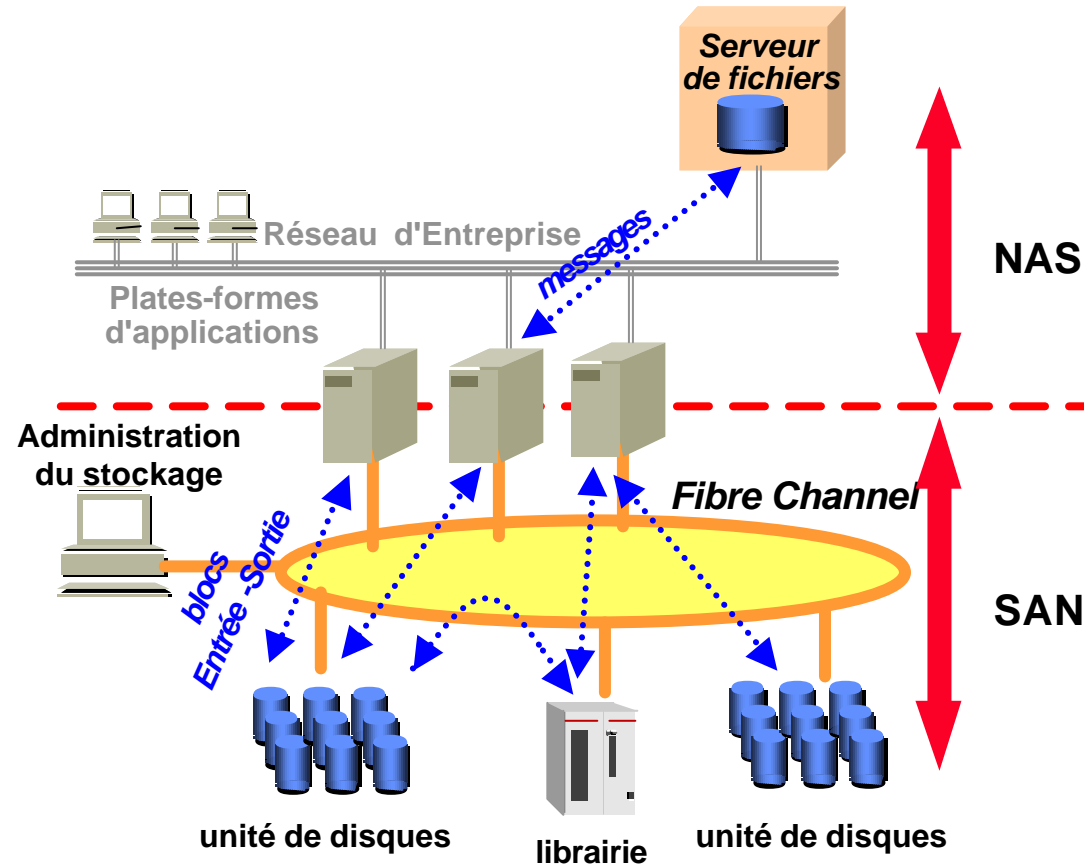 Serveur
de fichiers
Réseau d'Entreprise
messages
NAS
Plates-formes
d'applications
Administration
du stockage
Fibre Channel
blocs
Entrée -Sortie
SAN
unité de disques
librairie
unité de disques